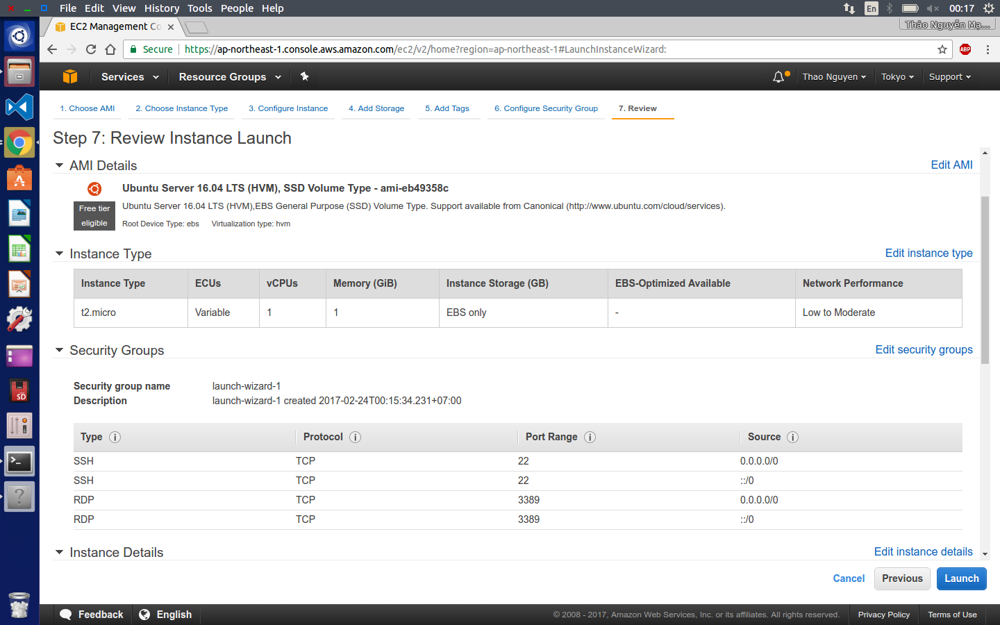 File Edit View History Tools People Help
En
00:17
EC2 Management Co
Thảo Nguyễn Mạ...
Secure https://ap-northeast-1.console.aws.amazon.com/ec2/v2/home?region=ap-northeast-1#LaunchInstanceWizard:
ABP
Services Resource Groups
Thao Nguyen Tokyo Support
1. Choose AMI 2. Choose Instance Type 3. Configure Instance 4. Add Storage 5. Add Tags 6. Configure Security Group 7. Review
Step 7: Review Instance Launch
AMI Details Edit AMI
Ubuntu Server 16.04 LTS (HVM), SSD Volume Type - ami-eb49358c
Free tier eligible
Ubuntu Server 16.04 LTS (HVM),EBS General Purpose (SSD) Volume Type. Support available from Canonical (http://www.ubuntu.com/cloud/services).
Root Device Type: ebs Virtualization type: hvm
Instance Type Edit instance type
Instance Type ECUs vCPUs Memory (GiB) Instance Storage (GB) EBS-Optimized Available Network Performance
t2.micro Variable 1 1 EBS only - Low to Moderate
Security Groups Edit security groups
Security group name launch-wizard-1
Description launch-wizard-1 created 2017-02-24T00:15:34.231+07:00
Type i Protocol i Port Range i Source i
SSH TCP 22 0.0.0.0/0
SSH TCP 22 ::/0
RDP TCP 3389 0.0.0.0/0
RDP TCP 3389 ::/0
Instance Details Edit instance details
Cancel Previous Launch
Feedback English
© 2008 - 2017, Amazon Web Services, Inc. or its affiliates. All rights reserved. Privacy Policy Terms of Use
SD